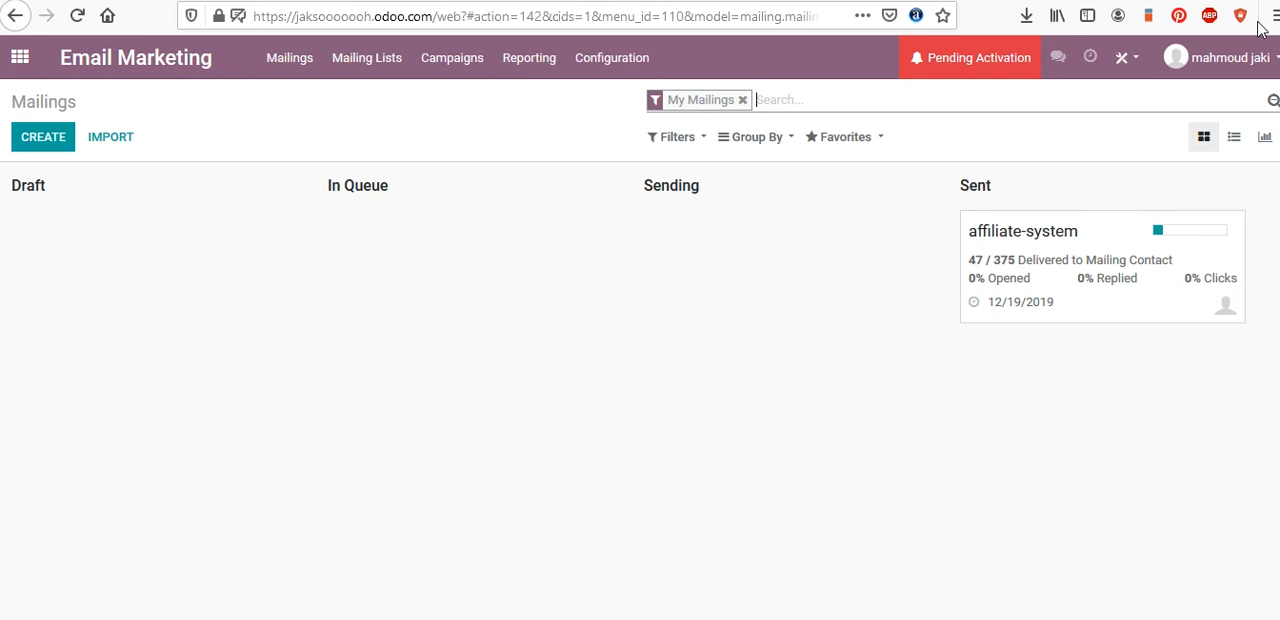 https://jaksooooooh.odoo.com/web?#action=142&cids=1&menu_id=110&model=mailing.mailin
ABP
Email Marketing
Mailings
Mailing Lists
Campaigns
Reporting
Configuration
Pending Activation
mahmoud jaki
Mailings
My Mailings
Search...
CREATE
IMPORT
Filters
Group By
Favorites
Draft
In Queue
Sending
Sent
affiliate-system
47 / 375 Delivered to Mailing Contact
0% Opened 0% Replied 0% Clicks
12/19/2019